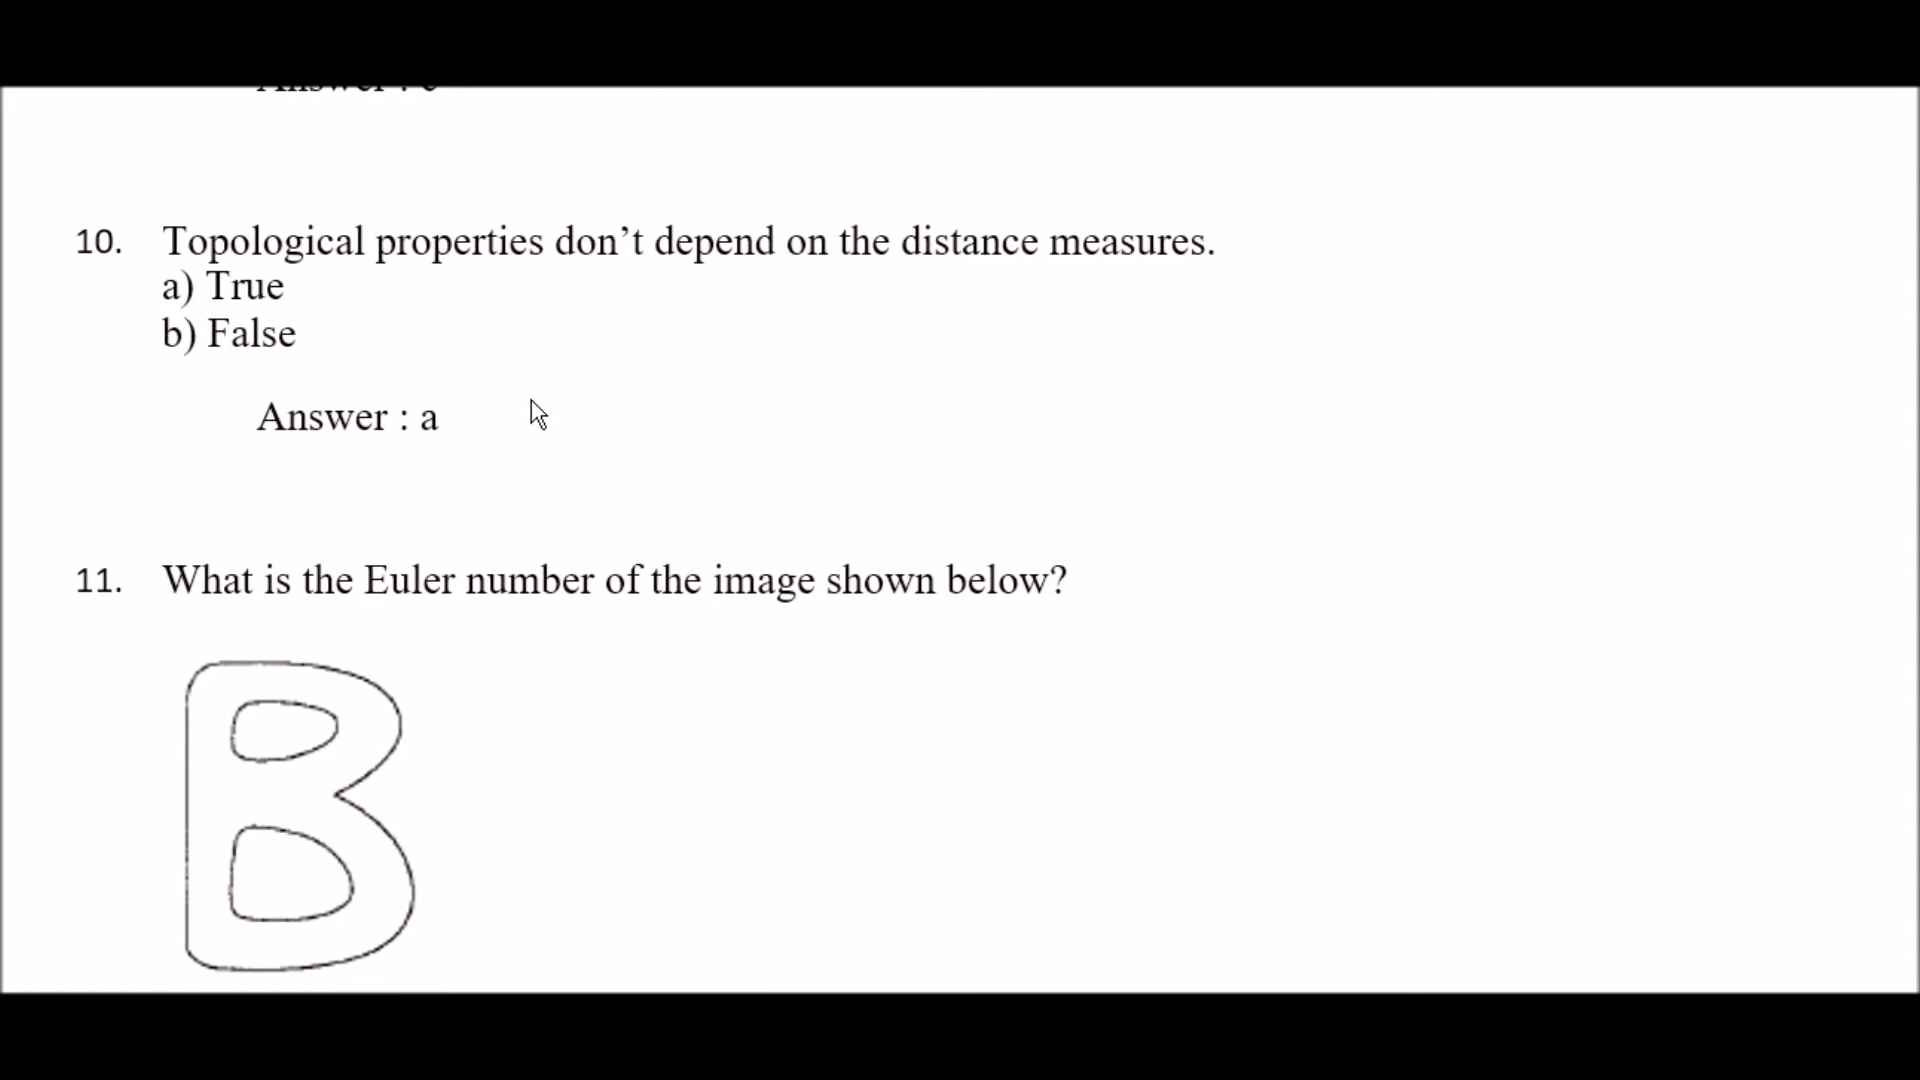 Answer : c
10. Topological properties don’t depend on the distance measures.
a) True
b) False
Answer : a
11. What is the Euler number of the image shown below?
B